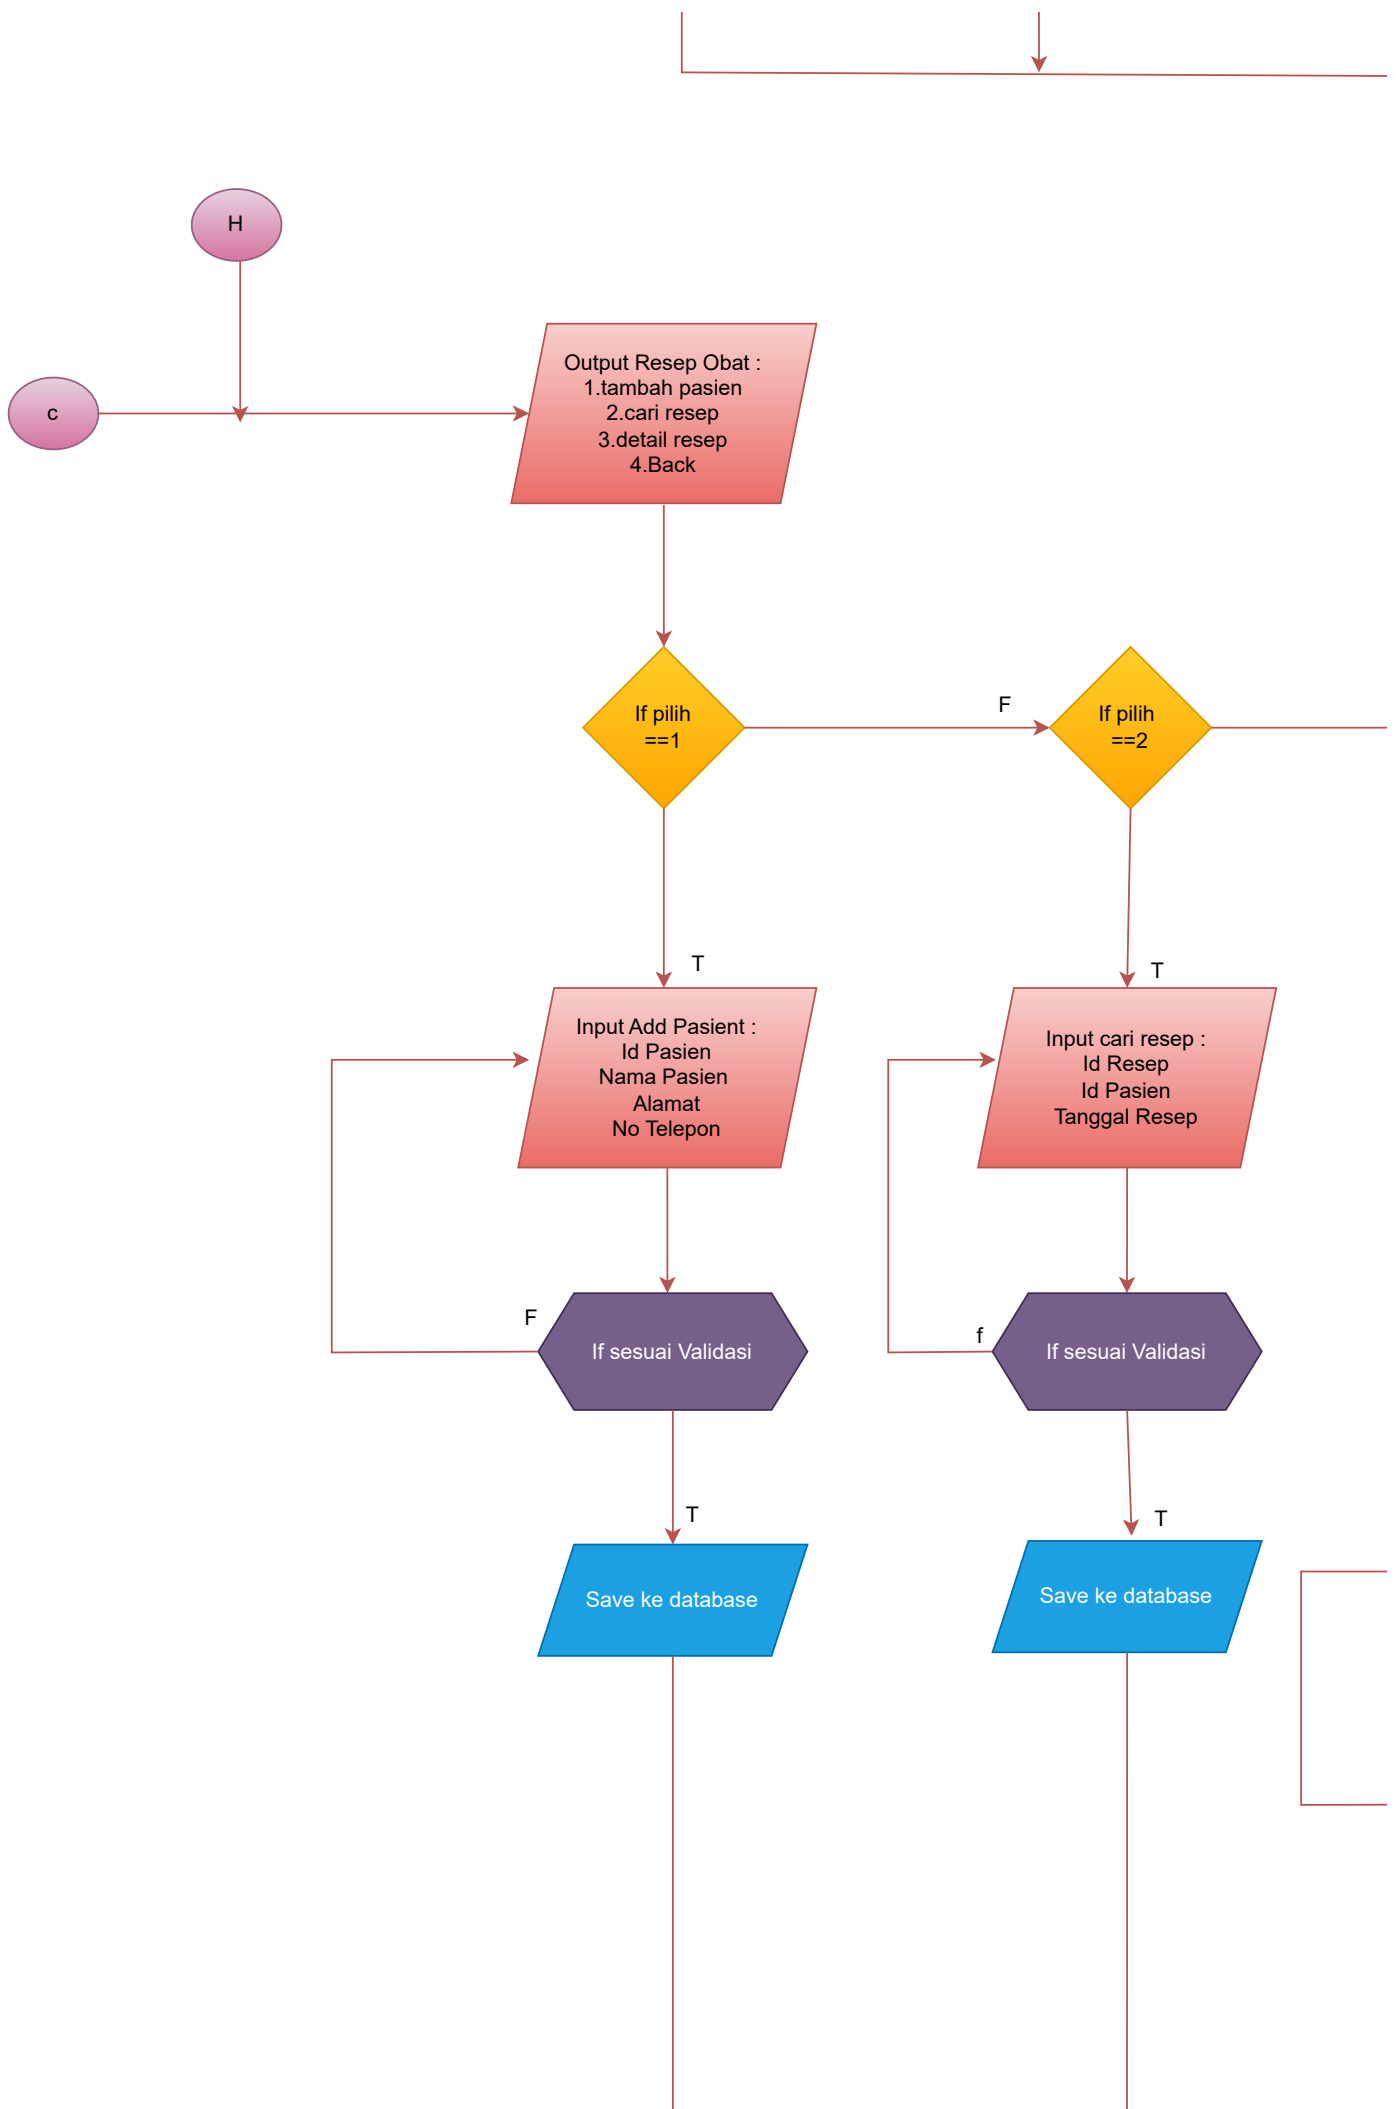 H
c
Output Resep Obat :
1.tambah pasien
2.cari resep
3.detail resep
4.Back
If pilih
==1
F
If pilih
==2
T
T
Input Add Pasient :
Id Pasien
Nama Pasien
Alamat
No Telepon
Input cari resep :
Id Resep
Id Pasien
Tanggal Resep
F
If sesuai Validasi
f
If sesuai Validasi
T
T
Save ke database
Save ke database